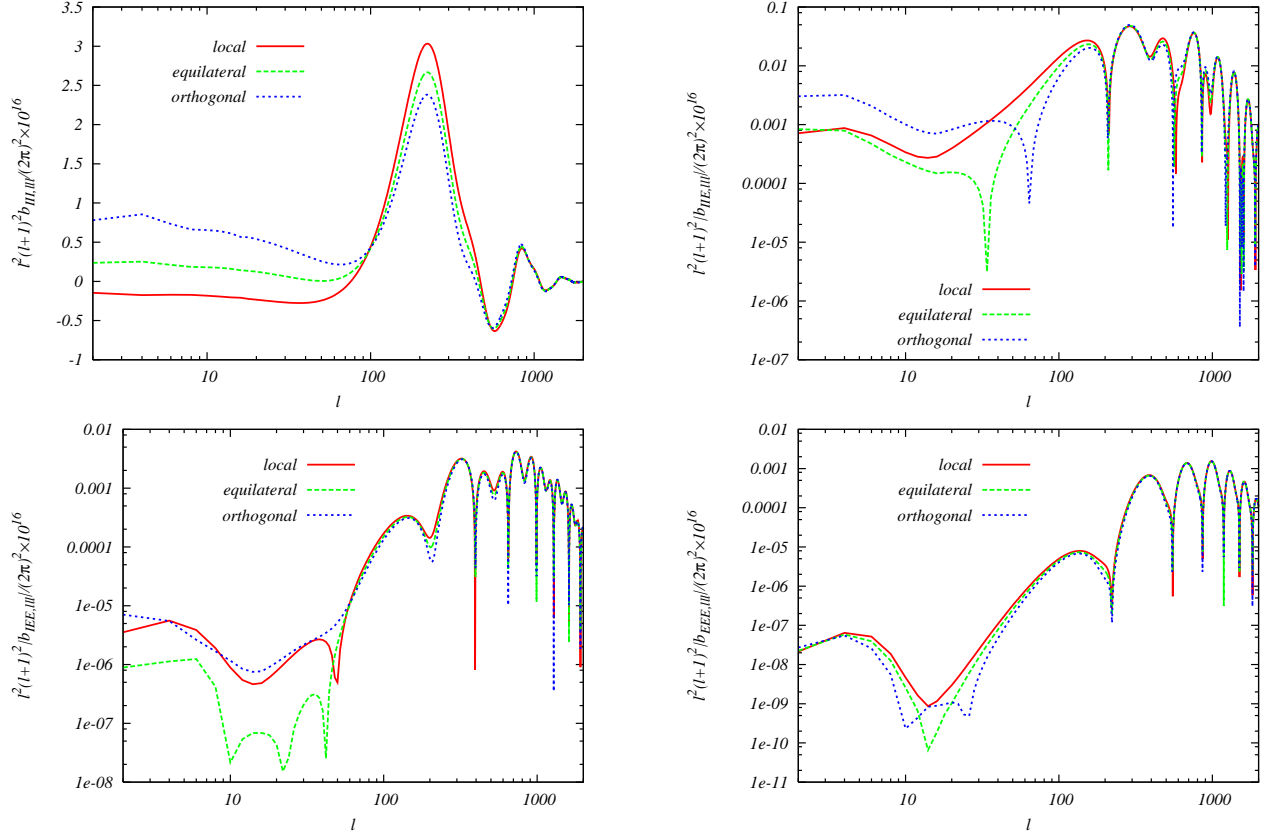 l²(l+1)²b_{III,III}/(2π)²×10¹⁶
3.5
3
2.5
2
1.5
1
0.5
0
-0.5
-1
local
equilateral
orthogonal
10
100
1000
l
l²(l+1)²|b_{IIE,III}|/(2π)²×10¹⁶
0.1
0.01
0.001
0.0001
1e-05
1e-06
1e-07
local
equilateral
orthogonal
10
100
1000
l
l²(l+1)²|b_{IEE,III}|/(2π)²×10¹⁶
0.01
0.001
0.0001
1e-05
1e-06
1e-07
1e-08
local
equilateral
orthogonal
10
100
1000
l
l²(l+1)²|b_{EEE,III}|/(2π)²×10¹⁶
0.01
0.001
0.0001
1e-05
1e-06
1e-07
1e-08
1e-09
1e-10
1e-11
local
equilateral
orthogonal
10
100
1000
l